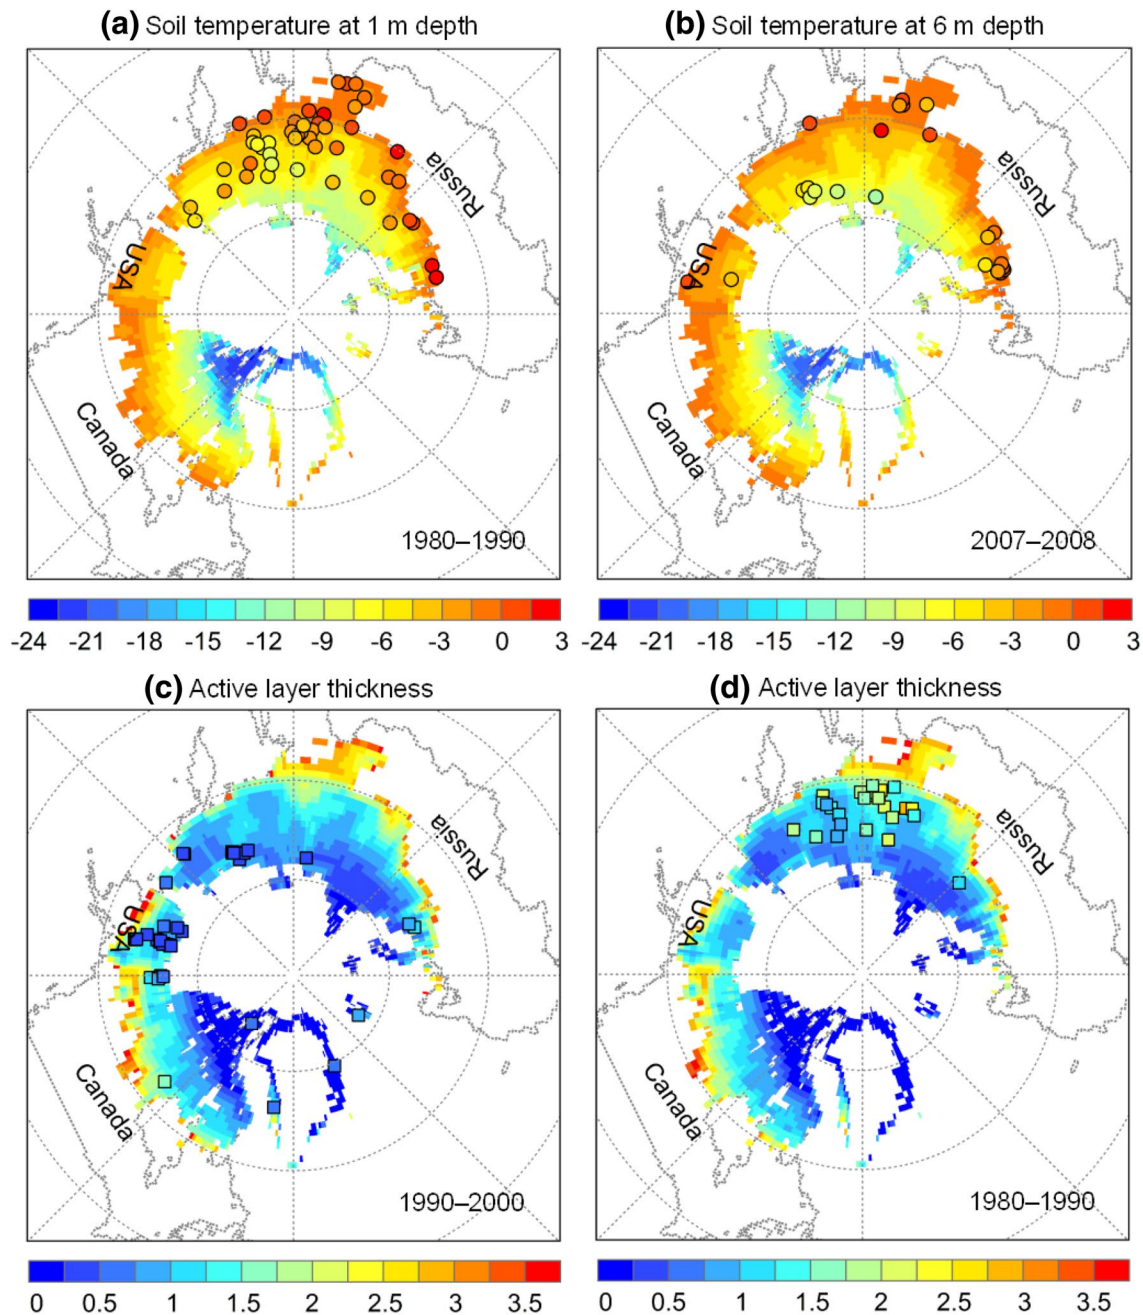 (a) Soil temperature at 1 m depth
(b) Soil temperature at 6 m depth
Russia
USA
Canada
1980–1990
Russia
USA
Canada
2007–2008
-24 -21 -18 -15 -12 -9 -6 -3 0 3
-24 -21 -18 -15 -12 -9 -6 -3 0 3
(c) Active layer thickness
(d) Active layer thickness
Russia
USA
Canada
1990–2000
Russia
USA
Canada
1980–1990
0 0.5 1 1.5 2 2.5 3 3.5
0 0.5 1 1.5 2 2.5 3 3.5